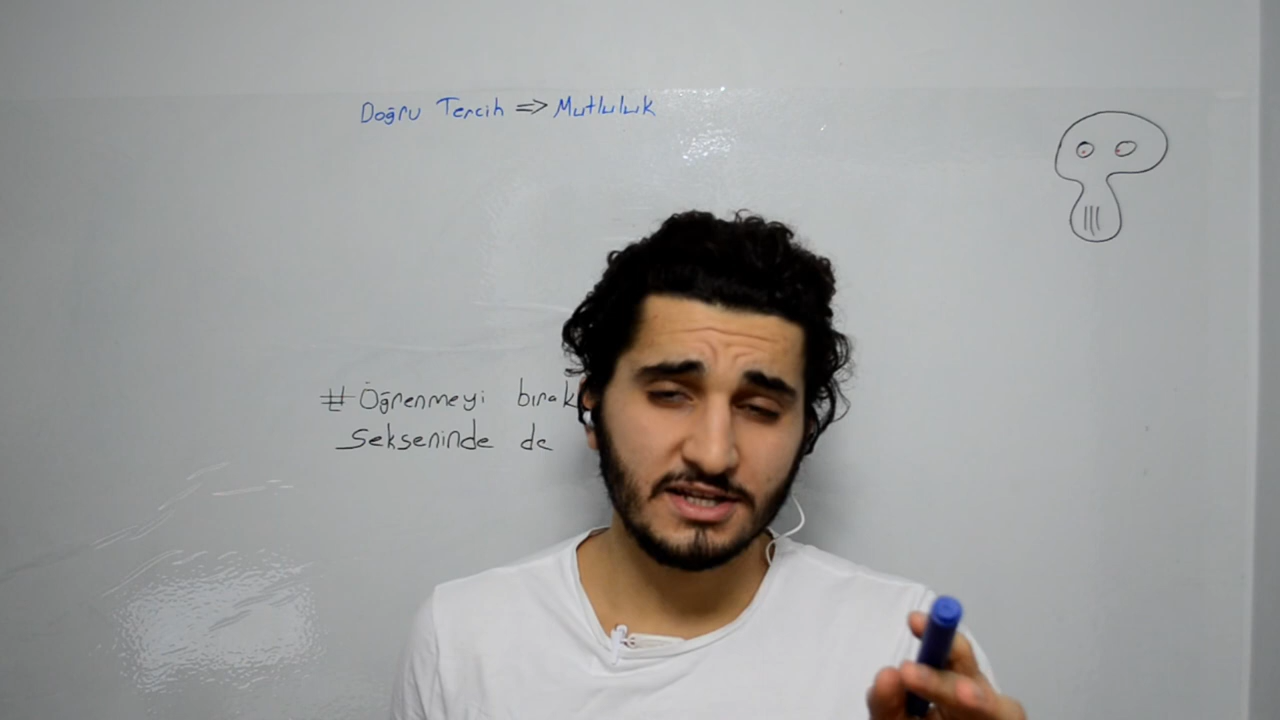 Doğru Tercih => Mutluluk
# Öğrenmeyi bırak
Sekseninde de